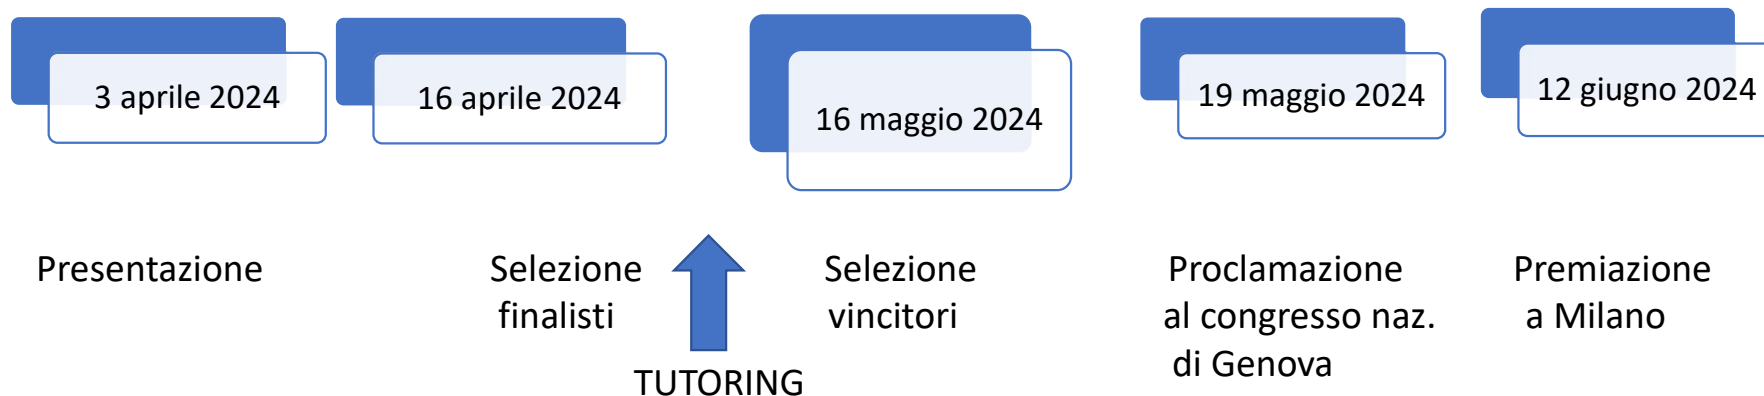 3 aprile 2024
16 aprile 2024
16 maggio 2024
19 maggio 2024
12 giugno 2024
Presentazione
Selezione
finalisti
TUTORING
Selezione
vincitori
Proclamazione
al congresso naz.
di Genova
Premiazione
a Milano